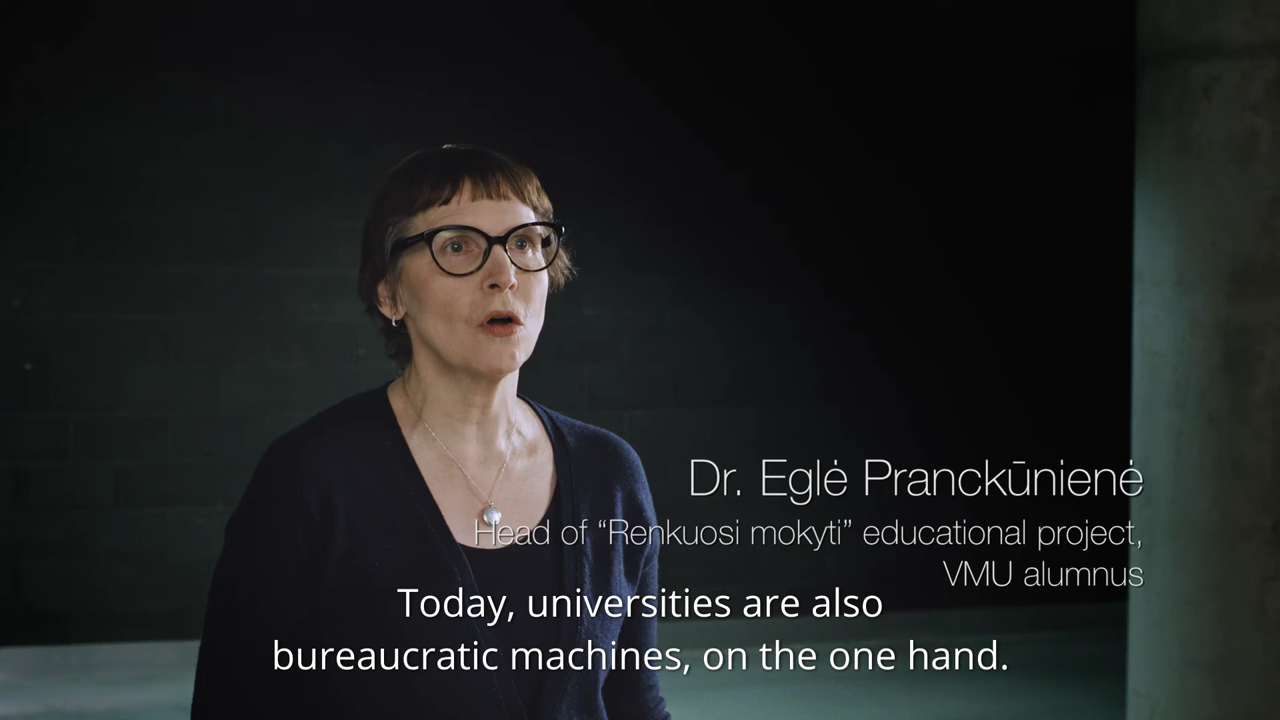 Dr. Eglė Pranckūnienė
Head of “Renkuosi mokyti” educational project,
VMU alumnus
Today, universities are also
bureaucratic machines, on the one hand.